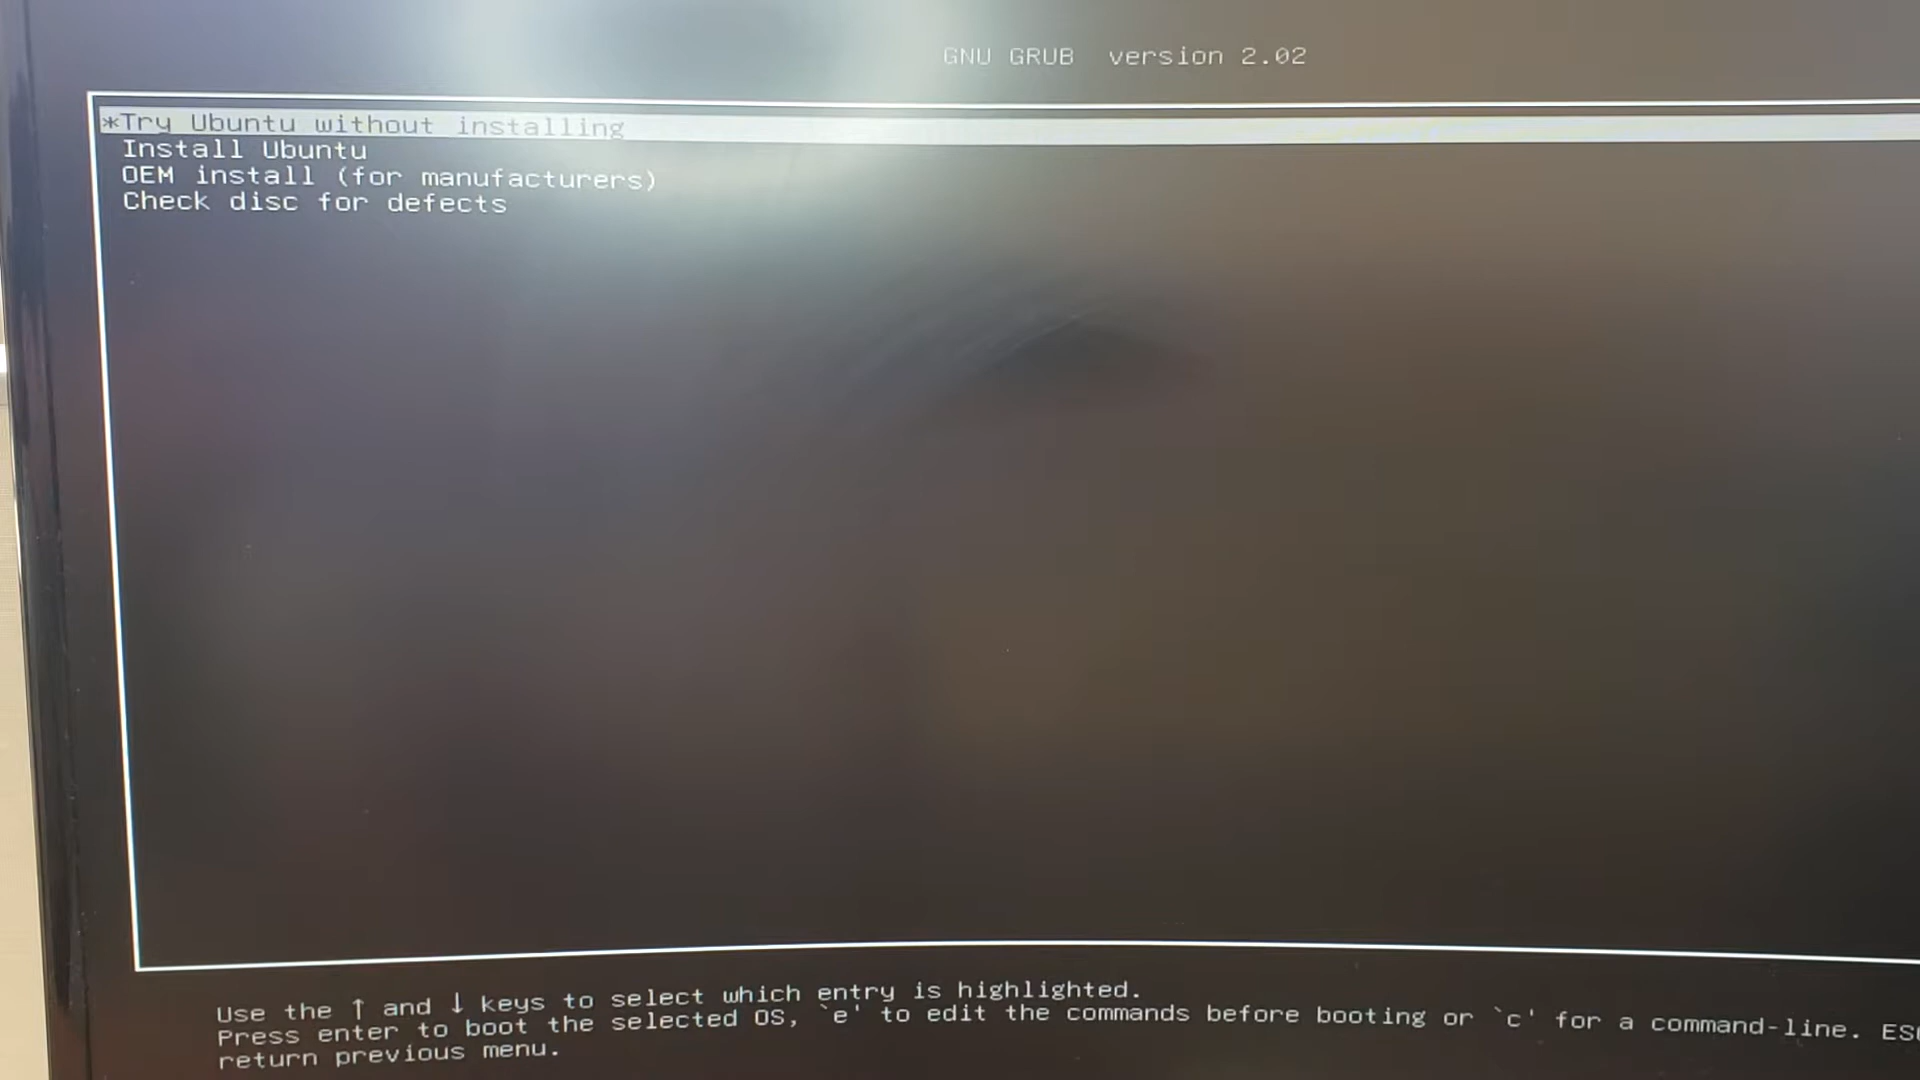 GNU GRUB version 2.02
*Try Ubuntu without installing
Install Ubuntu
OEM install (for manufacturers)
Check disc for defects
Use the ↑ and ↓ keys to select which entry is highlighted.
Press enter to boot the selected OS, `e' to edit the commands before booting or `c' for a command-line.
return previous menu.